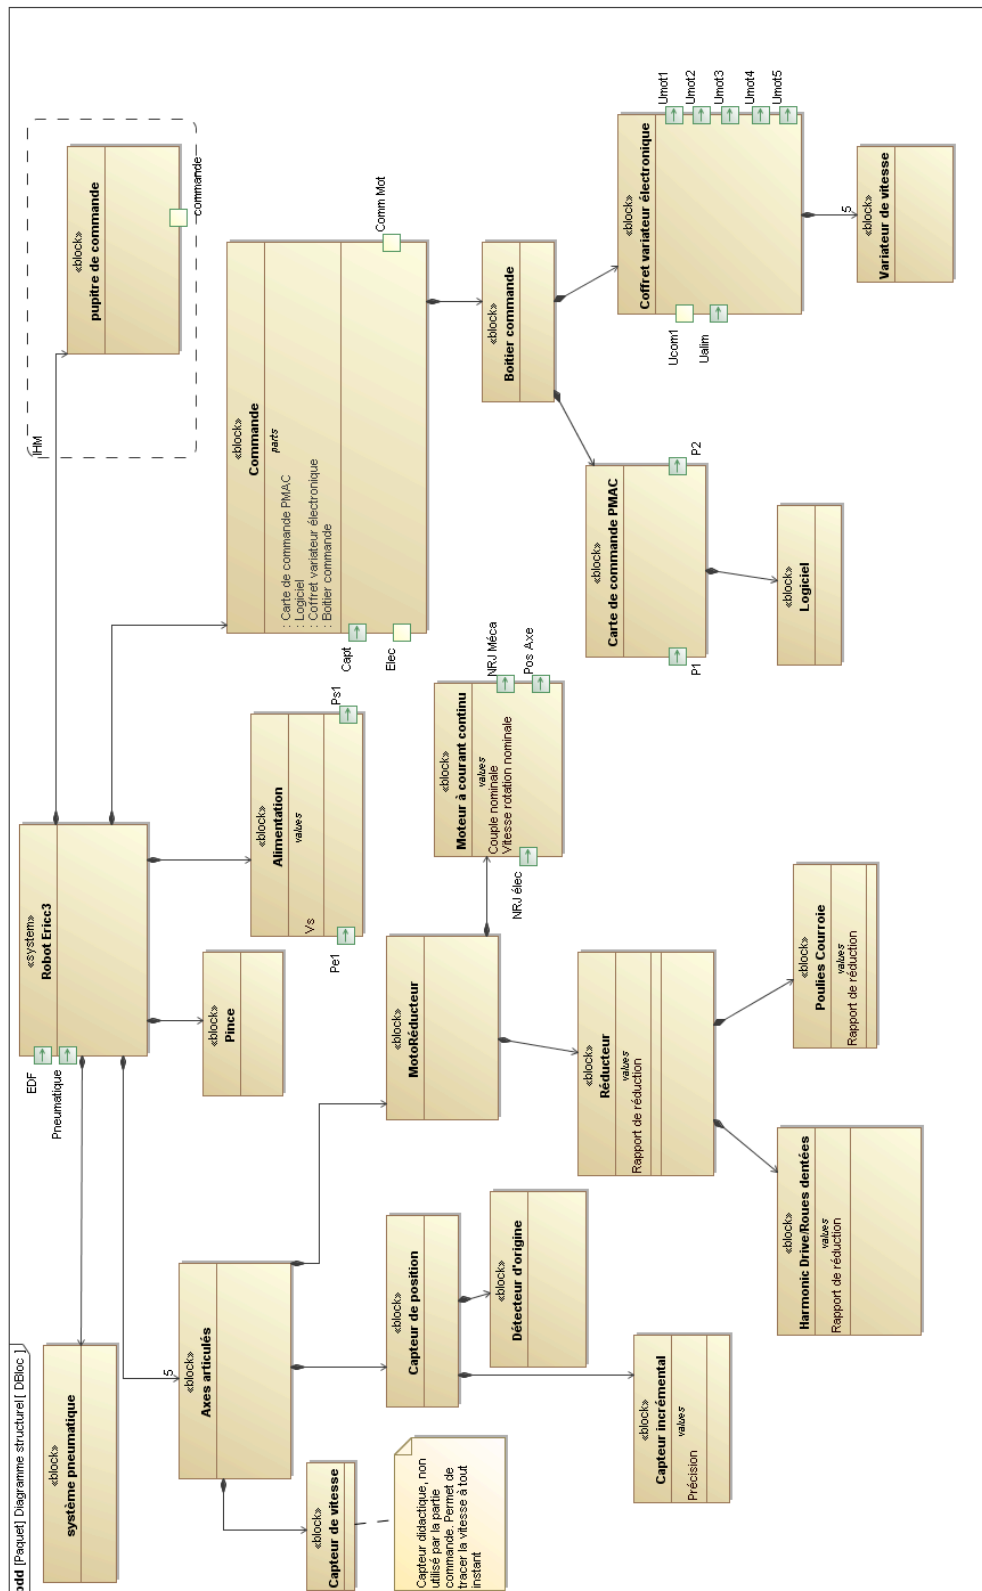 bdd [Paquet] Diagramme structurel [ DBloc ]
«system»
Robot Ericc3
EDF
Pneumatique
«block»
système pneumatique
«block»
Pince
«block»
Alimentation
values
Vs
Pe1
Ps1
IHM
«block»
pupitre de commande
commande
«block»
Commande
parts
: Carte de commande PMAC
: Logiciel
: Coffret variateur électronique
: Boitier commande
Capt
Elec
Comm Mot
5
«block»
Axes articulés
«block»
Capteur de vitesse
Capteur didactique, non
utilisé par la partie
commande. Permet de
tracer la vitesse à tout
instant
«block»
Capteur de position
«block»
Détecteur d'origine
«block»
Capteur incrémental
values
Précision
«block»
MotoRéducteur
«block»
Moteur à courant continu
values
Couple nominale
Vitesse rotation nominale
NRJ élec
NRJ Méca
Pos Axe
«block»
Réducteur
values
Rapport de réduction
«block»
Harmonic Drive/Roues dentées
values
Rapport de réduction
«block»
Poulies Courroie
values
Rapport de réduction
«block»
Boitier commande
«block»
Carte de commande PMAC
P1
P2
«block»
Logiciel
«block»
Coffret variateur électronique
Ucom1
Ualim
Umot1
Umot2
Umot3
Umot4
Umot5
5
«block»
Variateur de vitesse